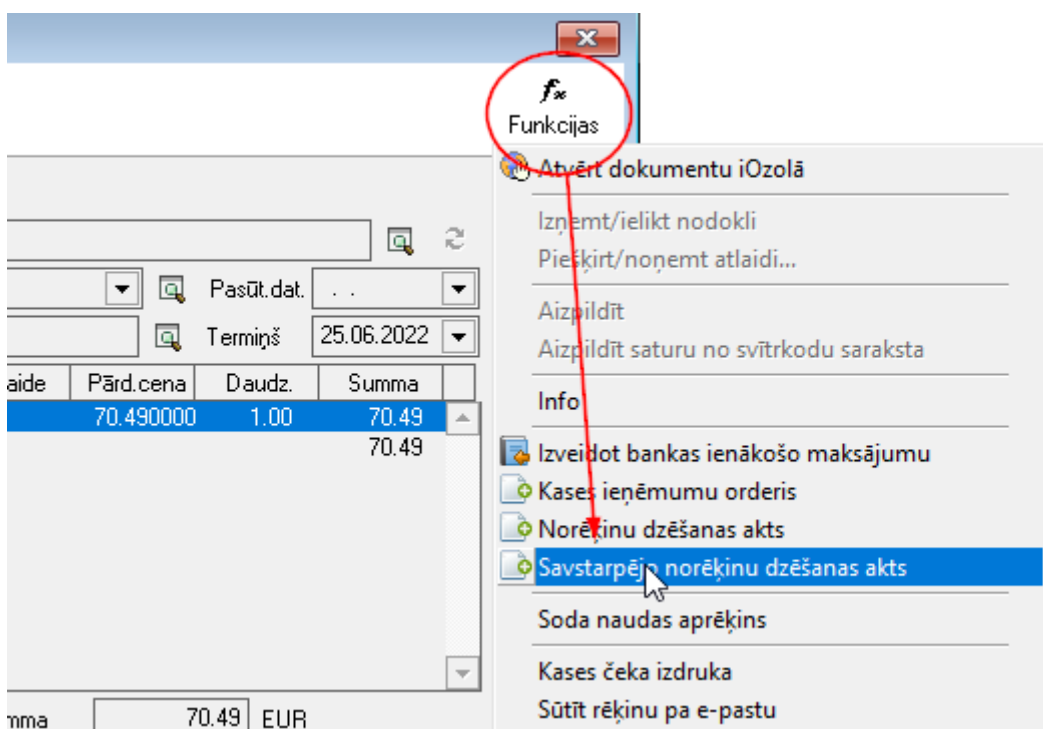 fx
Funkcijas
Atvērt dokumentu iOzolā
Izņemt/ielikt nodokli
Piešķirt/noņemt atlaidi...
Pasūt.dat. . .
Aizpildīt
Termiņš 25.06.2022
Aizpildīt saturu no svītrkodu saraksta
aide Pārd.cena Daudz. Summa
Info
70.490000 1.00 70.49
70.49
Izveidot bankas ienākošo maksājumu
Kases ieņēmumu orderis
Norēķinu dzēšanas akts
Savstarpējo norēķinu dzēšanas akts
Soda naudas aprēķins
Kases čeka izdruka
Sūtīt rēķinu pa e-pastu
mma 70.49 EUR